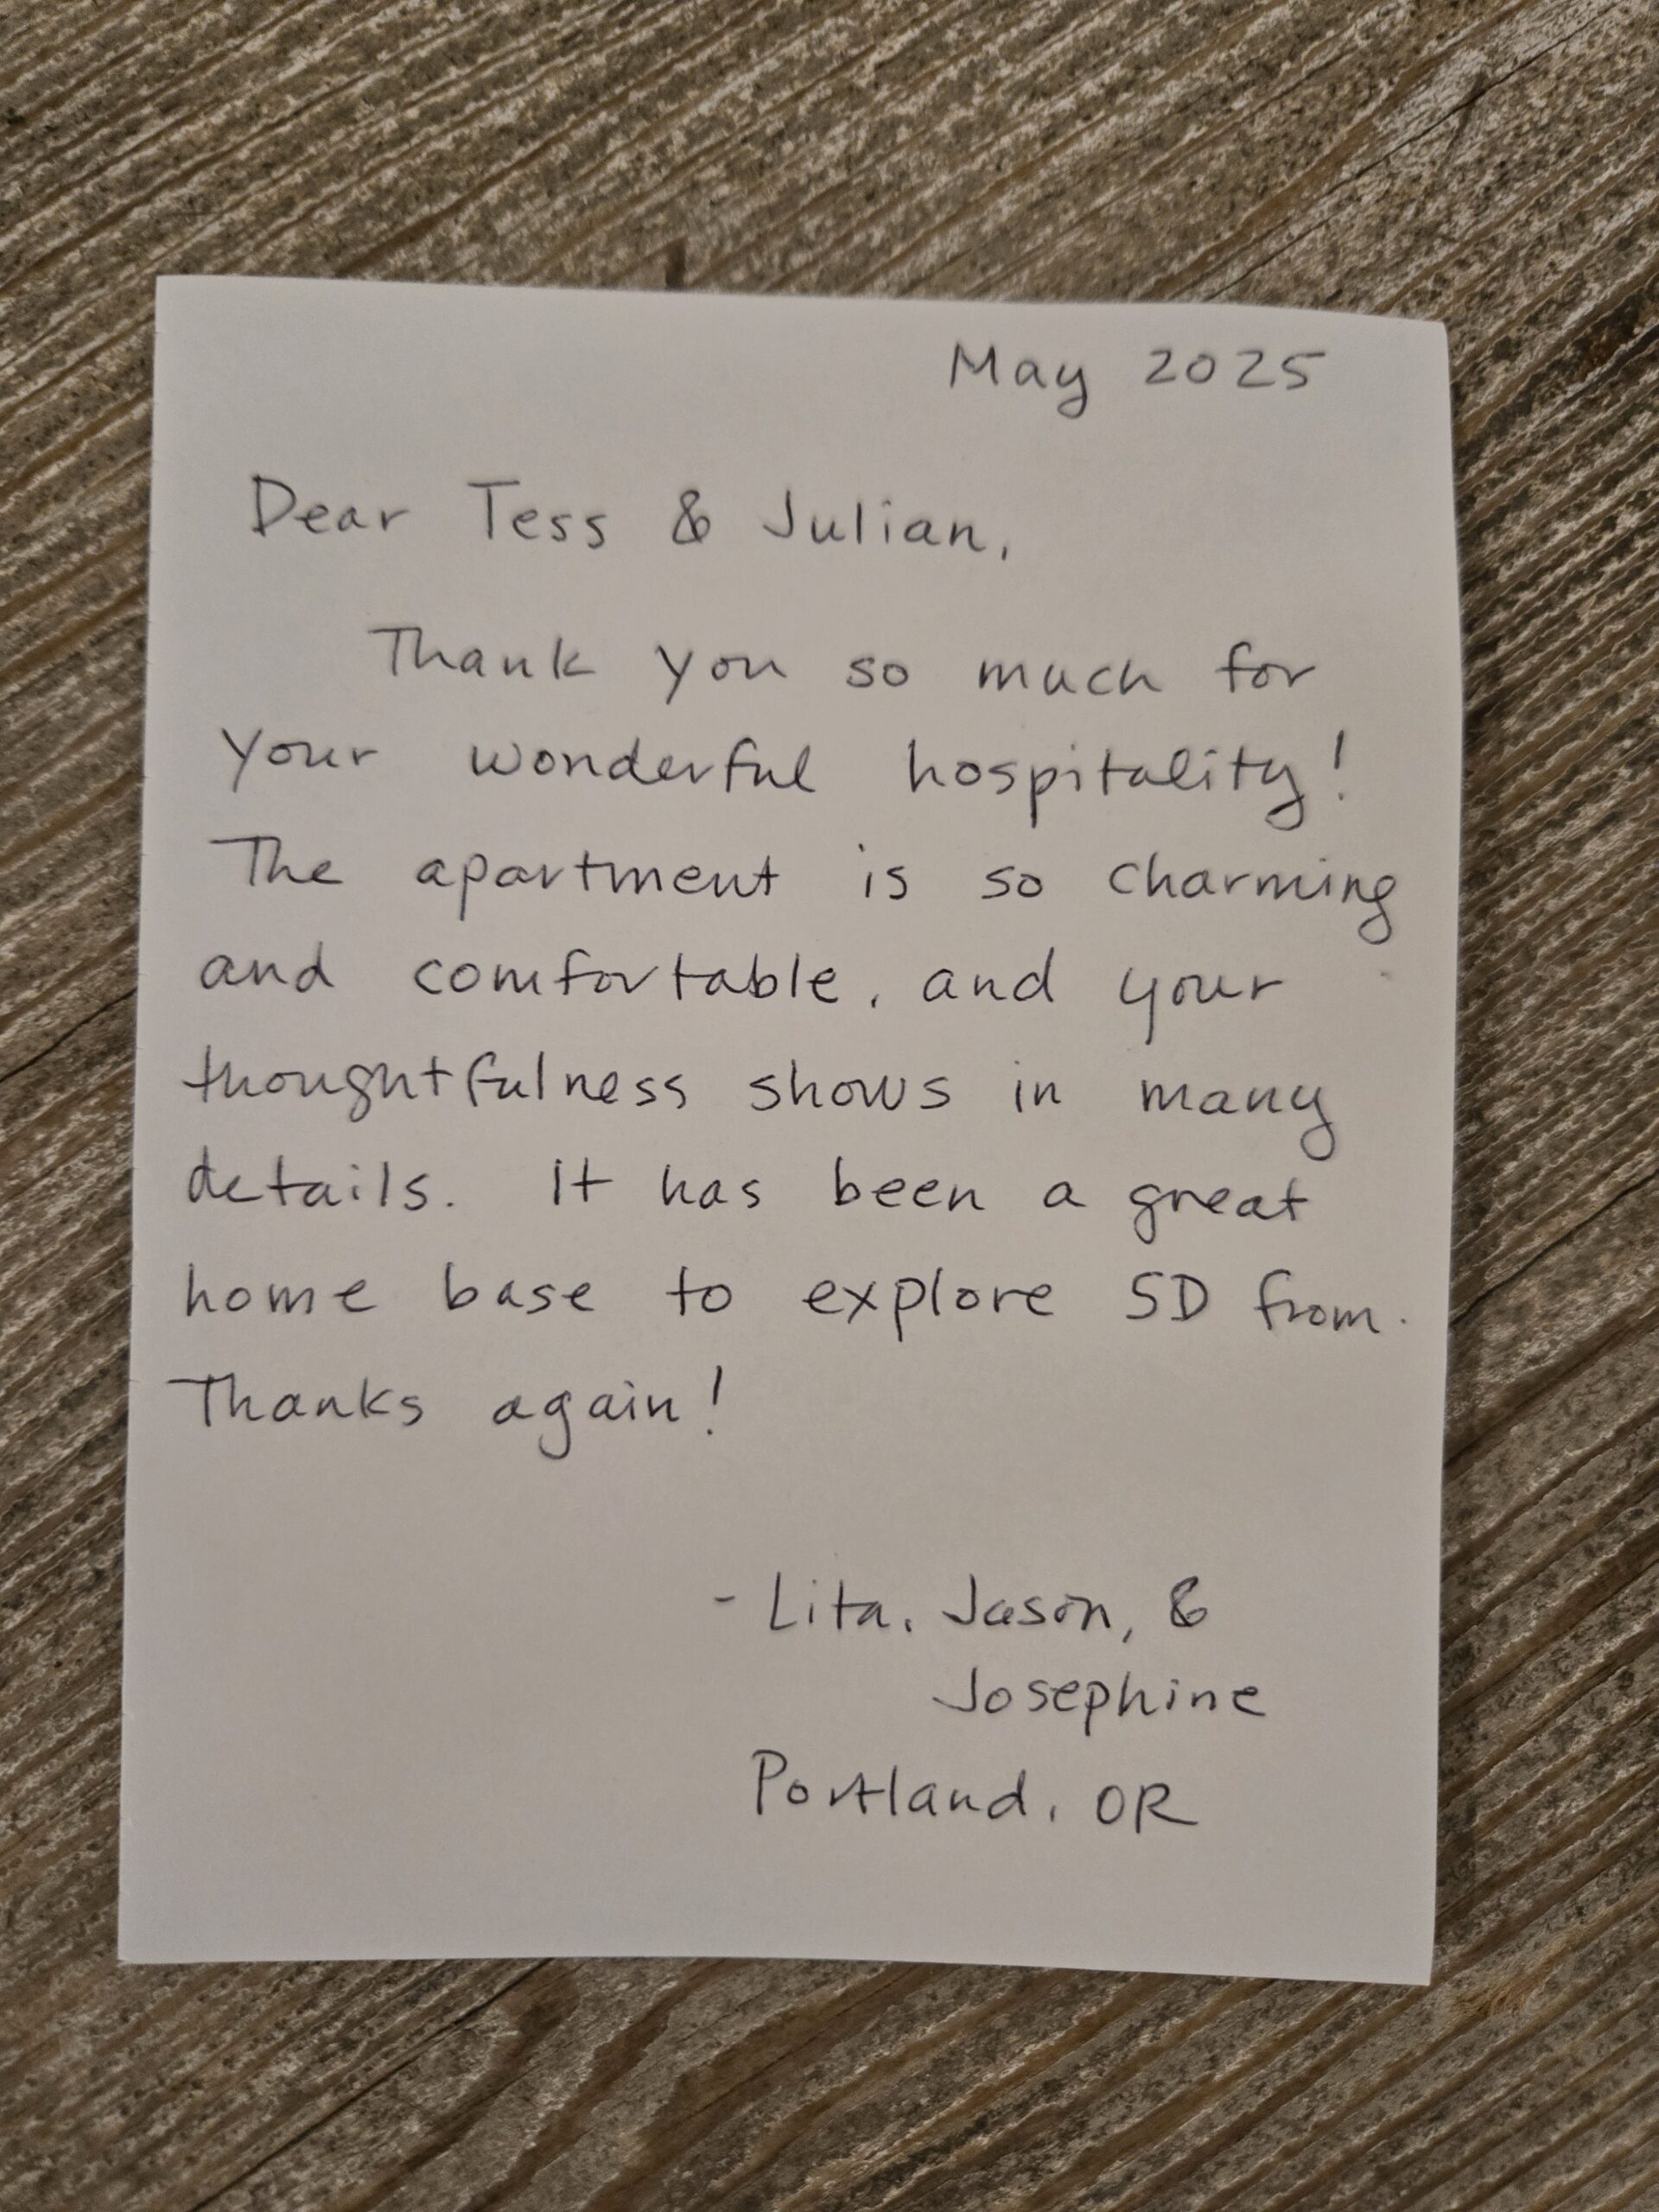 May 2025
Dear Tess & Julian,
Thank you so much for
your wonderful hospitality!
The apartment is so charming
and comfortable, and your
thoughtfulness shows in many
details. It has been a great
home base to explore SD from.
Thanks again!
- Lita, Jason, &
Josephine
Portland, OR